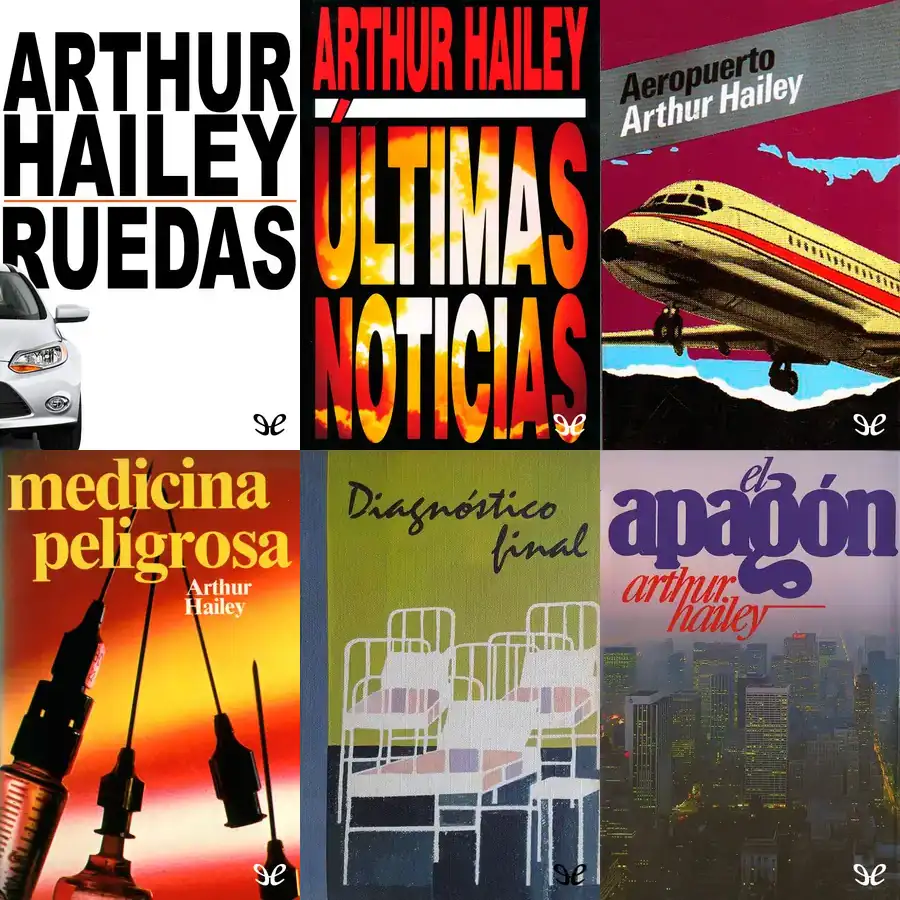 ARTHUR
HAILEY
RUEDAS
ARTHUR HAILEY
ÚLTIMAS
NOTICIAS
Aeropuerto
Arthur Hailey
medicina
peligrosa
Arthur
Hailey
Diagnóstico
final
el
apagón
arthur
hailey